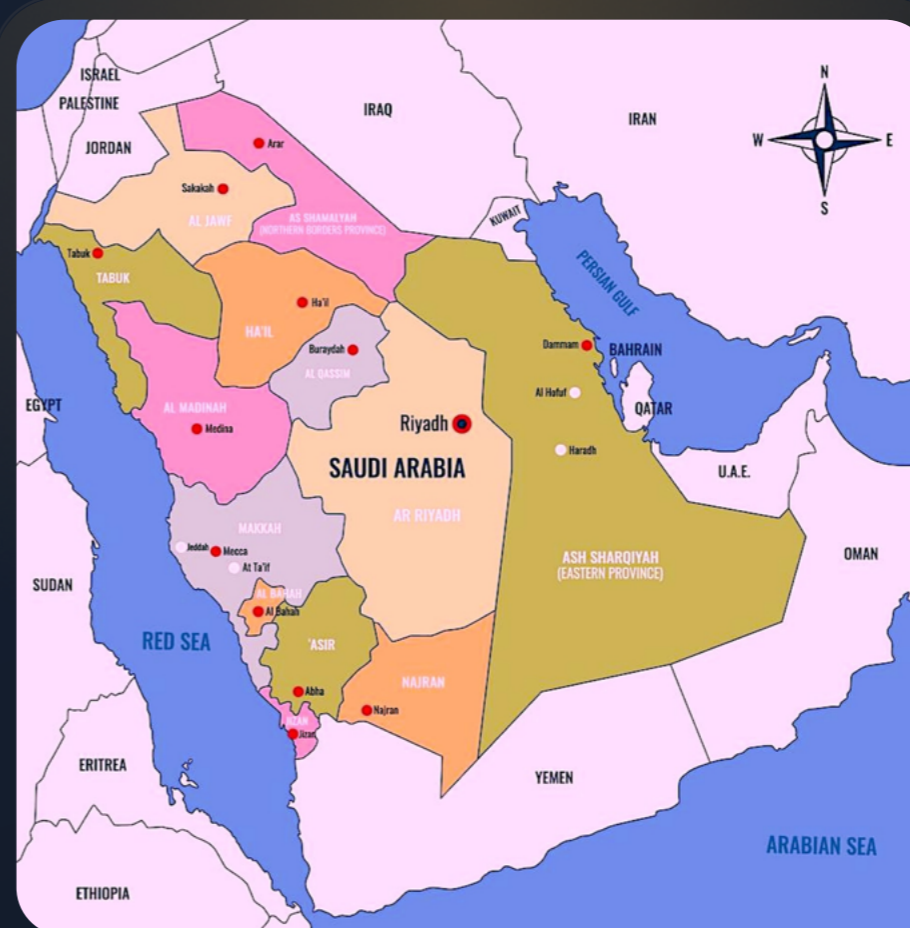 N
W
E
S
ISRAEL
PALESTINE
JORDAN
IRAQ
IRAN
Arar
Sakakah
AL JAWF
AS SHAMALYAH
(NORTHERN BORDERS PROVINCE)
KUWAIT
Tabuk
TABUK
PERSIAN GULF
Ha'il
HA'IL
Buraydah
AL QASSIM
Dammam
BAHRAIN
Al Hofuf
QATAR
EGYPT
AL MADINAH
Medina
Riyadh
Haradh
SAUDI ARABIA
U.A.E.
AR RIYADH
MAKKAH
Jeddah
Mecca
At Ta'if
ASH SHARQIYAH
(EASTERN PROVINCE)
OMAN
SUDAN
AL BAHAH
Al Bahah
RED SEA
'ASIR
NAJRAN
Abha
Najran
Jizan
ERITREA
YEMEN
ARABIAN SEA
ETHIOPIA